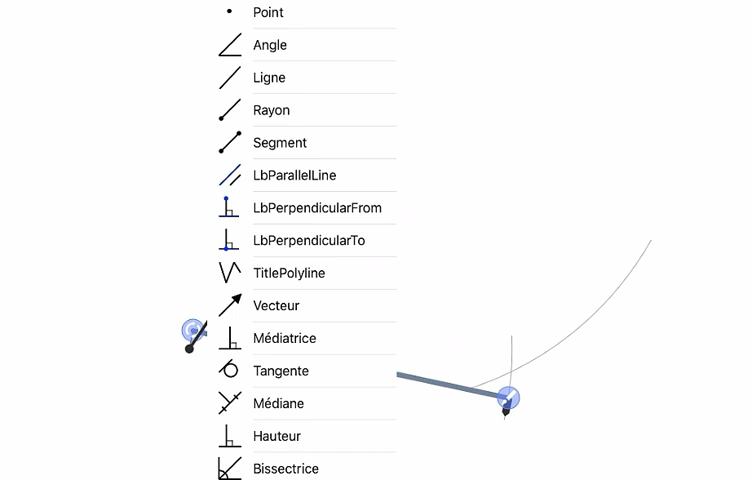 Point
Angle
Ligne
Rayon
Segment
LbParallelLine
LbPerpendicularFrom
LbPerpendicularTo
TitlePolyline
Vecteur
Médiatrice
Tangente
Médiane
Hauteur
Bissectrice